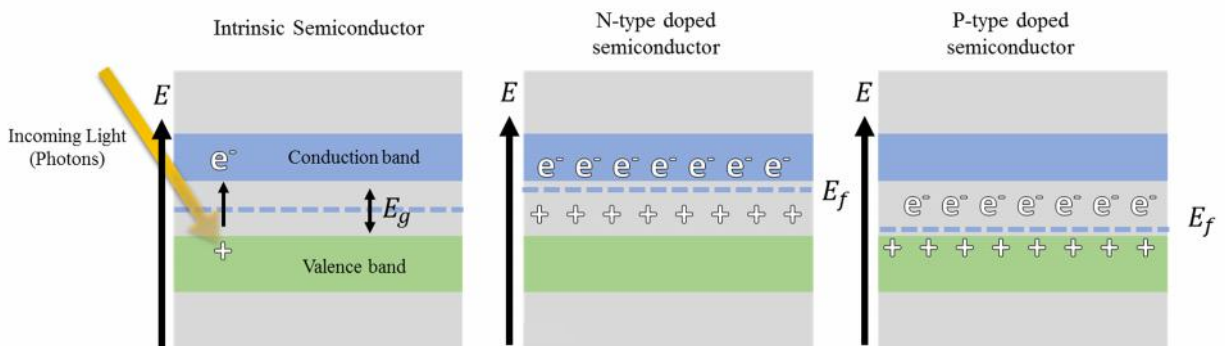 Intrinsic Semiconductor
N-type doped
semiconductor
P-type doped
semiconductor
E
Incoming Light
(Photons)
e-
Conduction band
E_g
+
Valence band
E
e- e- e- e- e- e- e-
E_f
+ + + + + + + +
E
e- e- e- e- e- e- e-
E_f
+ + + + + + + +